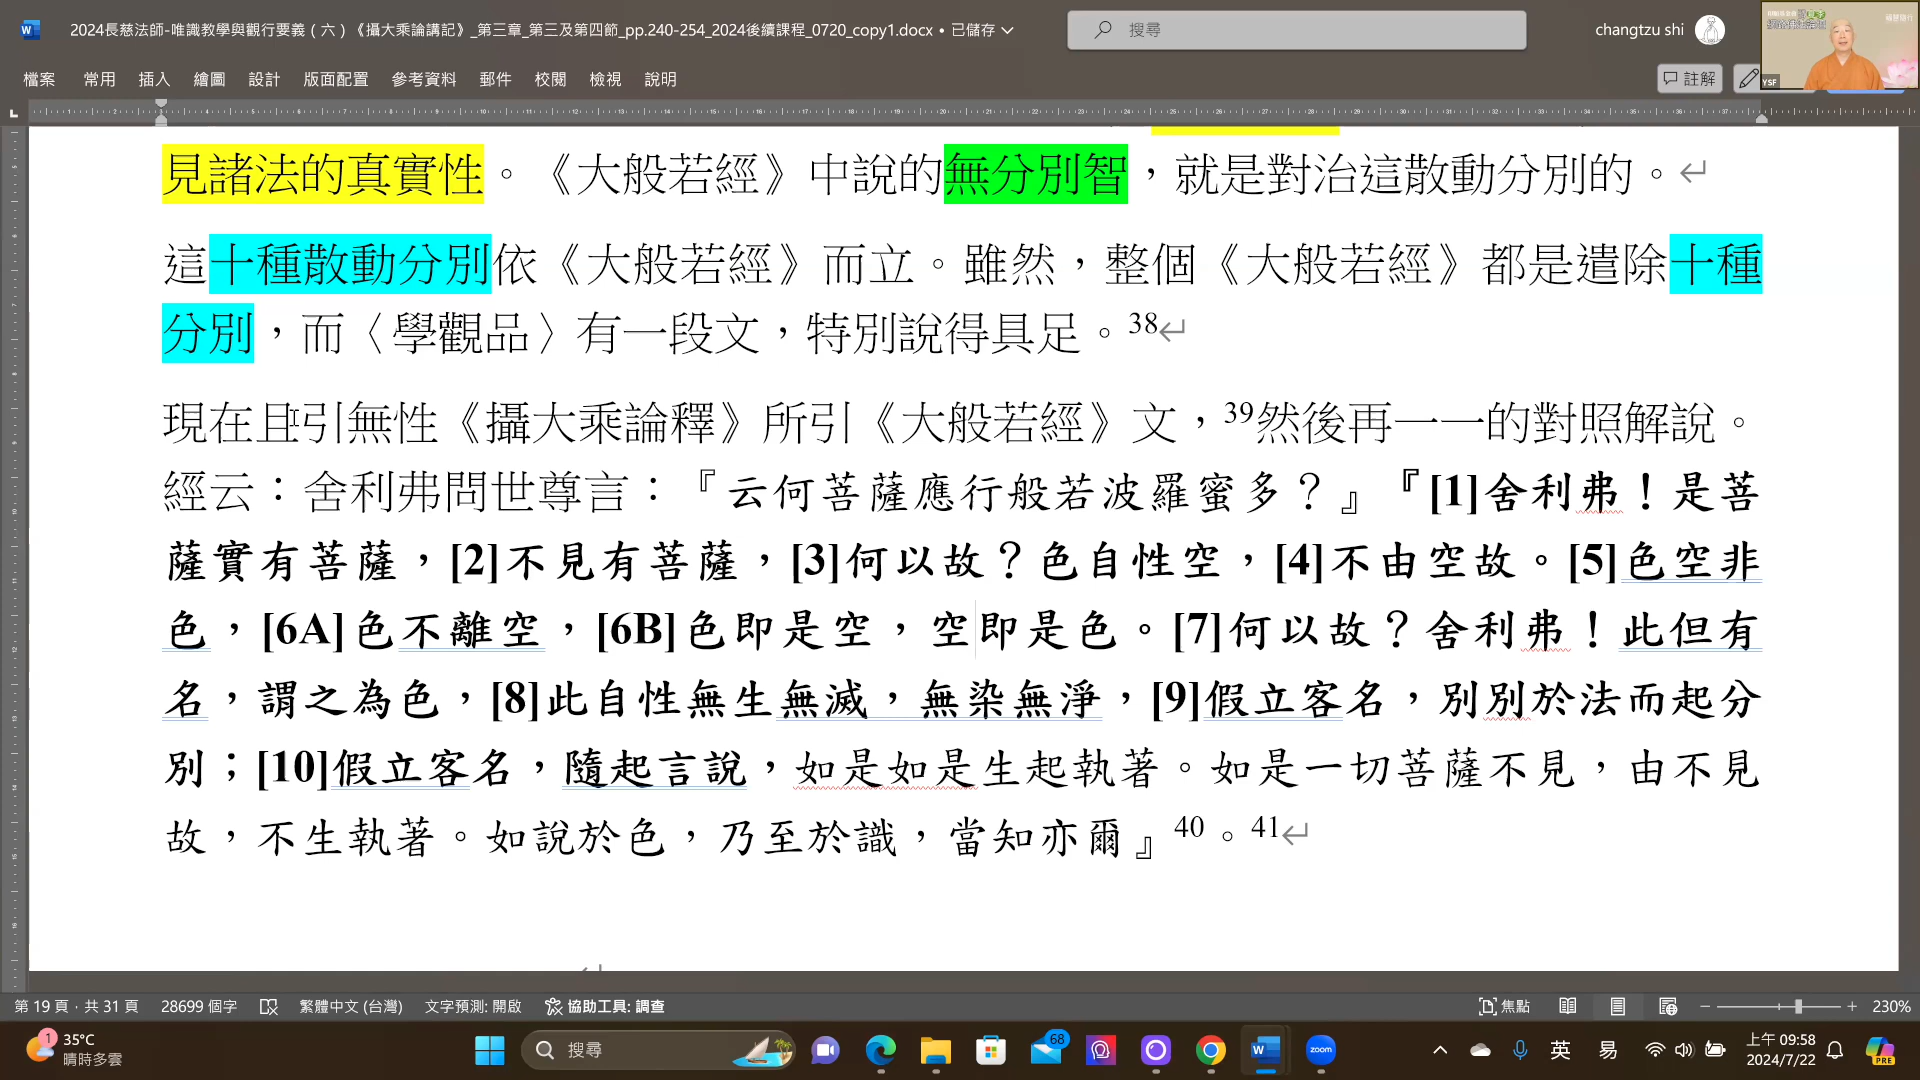 2024長慈法師-唯識教學與觀行要義（六）《攝大乘論講記》_第三章_第三及第四節_pp.240-254_2024後續課程_0720_copy1.docx • 已儲存
搜尋
changtzu shi
檔案 常用 插入 繪圖 設計 版面配置 參考資料 郵件 校閱 檢視 說明
註解
YSF
見諸法的真實性。《大般若經》中說的無分別智，就是對治這散動分別的。
這十種散動分別依《大般若經》而立。雖然，整個《大般若經》都是遣除十種
分別，而〈學觀品〉有一段文，特別說得具足。38
現在且引無性《攝大乘論釋》所引《大般若經》文，39然後再一一的對照解說。
經云：舍利弗問世尊言：『云何菩薩應行般若波羅蜜多？』『[1]舍利弗！是菩
薩實有菩薩，[2]不見有菩薩，[3]何以故？色自性空，[4]不由空故。[5]色空非
色，[6A]色不離空，[6B]色即是空，空即是色。[7]何以故？舍利弗！此但有
名，謂之為色，[8]此自性無生無滅，無染無淨，[9]假立客名，別別於法而起分
別；[10]假立客名，隨起言說，如是如是生起執著。如是一切菩薩不見，由不見
故，不生執著。如說於色，乃至於識，當知亦爾』40。41
第 19 頁，共 31 頁 28699 個字 繁體中文 (台灣) 文字預測: 開啟 協助工具: 調查 焦點 230%
1 35°C
晴時多雲
搜尋
68
zoom
英 易
上午 09:58
2024/7/22
PRE